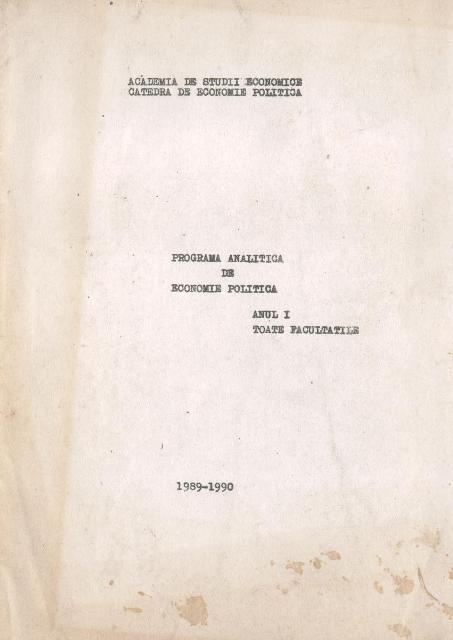 ACADEMIA DE STUDII ECONOMICE
CATEDRA DE ECONOMIE POLITICA
PROGRAMA ANALITICA
DE
ECONOMIE POLITICA
ANUL I
TOATE FACULTATILE
1989-1990